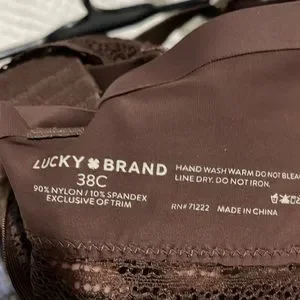 LUCKY BRAND
38C
90% NYLON / 10% SPANDEX
EXCLUSIVE OF TRIM
HAND WASH WARM DO NOT BLEA
LINE DRY. DO NOT IRON.
RN# 71222 MADE IN CHINA